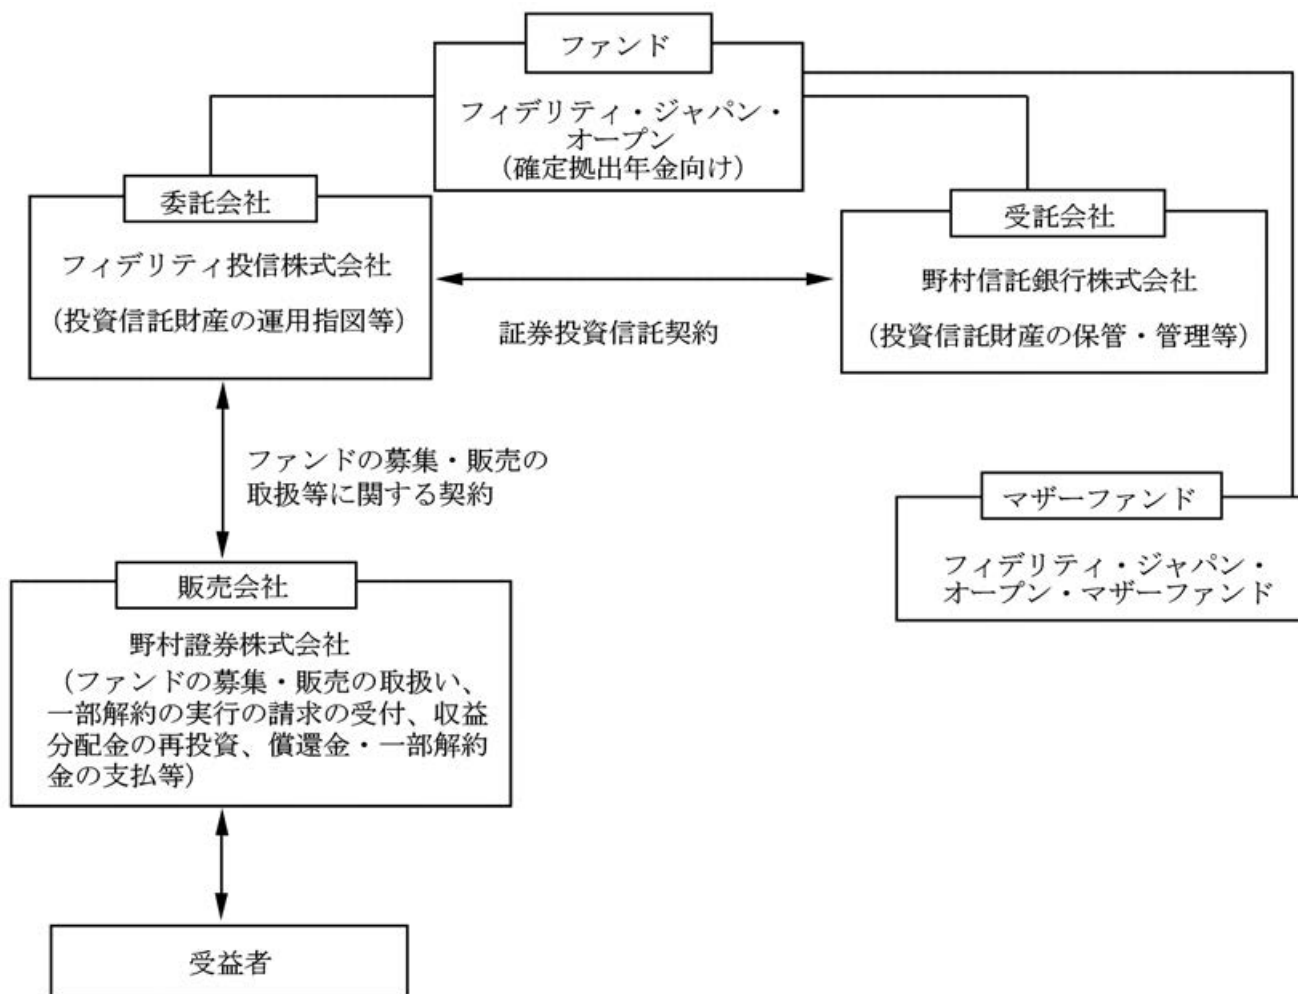 ファンド
フィデリティ・ジャパン・
オープン
（確定拠出年金向け）
委託会社
フィデリティ投信株式会社
（投資信託財産の運用指図等）
証券投資信託契約
受託会社
野村信託銀行株式会社
（投資信託財産の保管・管理等）
ファンドの募集・販売の
取扱等に関する契約
マザーファンド
フィデリティ・ジャパン・
オープン・マザーファンド
販売会社
野村證券株式会社
（ファンドの募集・販売の取扱い、
一部解約の実行の請求の受付、収益
分配金の再投資、償還金・一部解約
金の支払等）
受益者